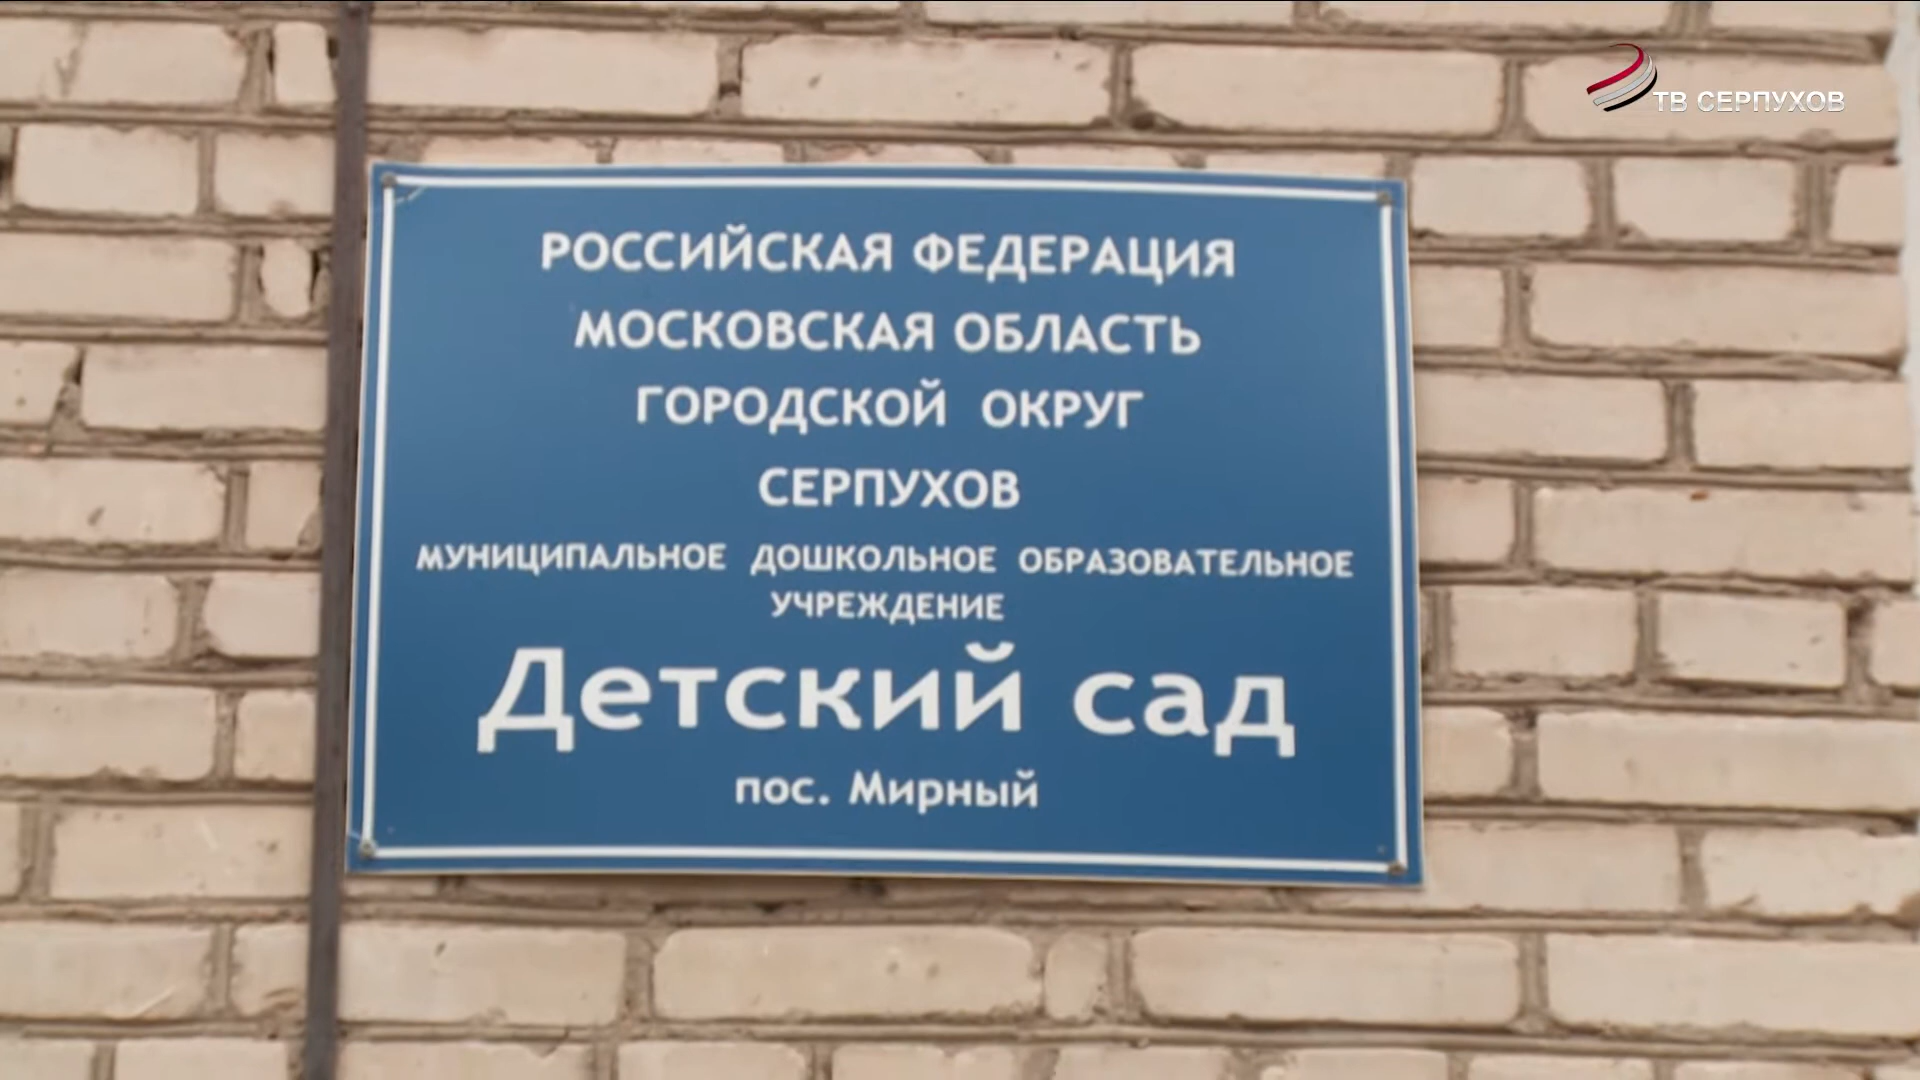 ТВ СЕРПУХОВ
РОССИЙСКАЯ ФЕДЕРАЦИЯ
МОСКОВСКАЯ ОБЛАСТЬ
ГОРОДСКОЙ ОКРУГ
СЕРПУХОВ
МУНИЦИПАЛЬНОЕ ДОШКОЛЬНОЕ ОБРАЗОВАТЕЛЬНОЕ
УЧРЕЖДЕНИЕ
Детский сад
пос. Мирный